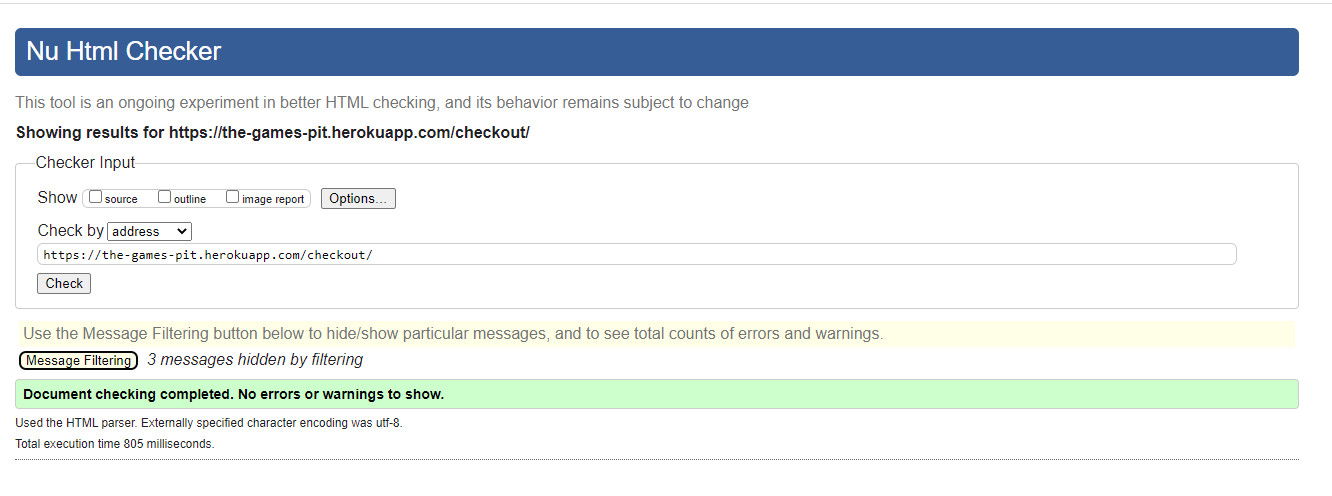 Nu Html Checker
This tool is an ongoing experiment in better HTML checking, and its behavior remains subject to change
Showing results for https://the-games-pit.herokuapp.com/checkout/
Checker Input
Show source outline image report Options...
Check by address
https://the-games-pit.herokuapp.com/checkout/
Check
Use the Message Filtering button below to hide/show particular messages, and to see total counts of errors and warnings.
Message Filtering 3 messages hidden by filtering
Document checking completed. No errors or warnings to show.
Used the HTML parser. Externally specified character encoding was utf-8.
Total execution time 805 milliseconds.